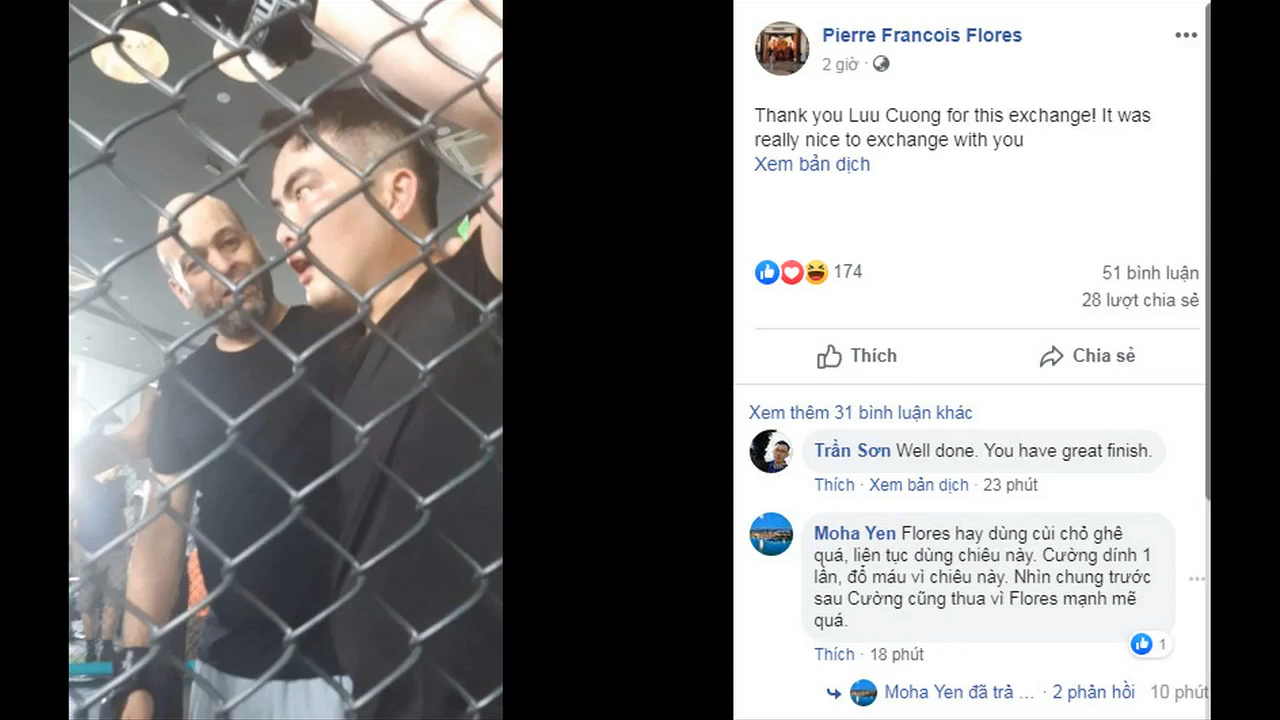 Pierre Francois Flores
2 giờ ·
Thank you Luu Cuong for this exchange! It was
really nice to exchange with you
Xem bản dịch
174
51 bình luận
28 lượt chia sẻ
Thích
Chia sẻ
Xem thêm 31 bình luận khác
Trần Sơn Well done. You have great finish.
Thích · Xem bản dịch · 23 phút
Moha Yen Flores hay dùng cùi chỏ ghê
quá, liên tục dùng chiêu này. Cường dính 1
lần, đổ máu vì chiêu này. Nhìn chung trước
sau Cường cũng thua vì Flores mạnh mẽ
quá.
1
Thích · 18 phút
Moha Yen đã trả ... · 2 phản hồi 10 phút